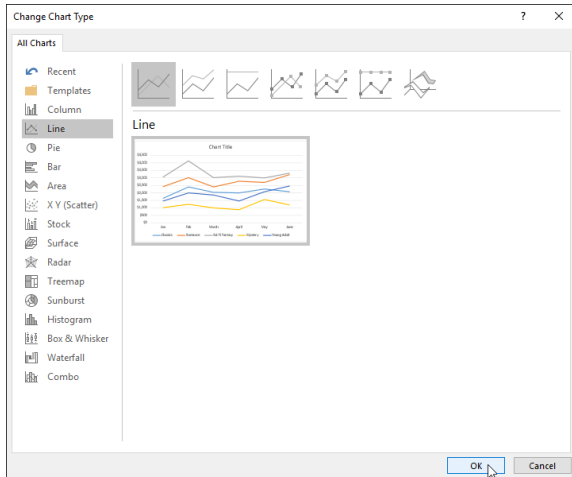 Change Chart Type
?
All Charts
Recent
Templates
Column
Line
Pie
Bar
Area
X Y (Scatter)
Stock
Surface
Radar
Treemap
Sunburst
Histogram
Box & Whisker
Waterfall
Combo
Line
Chart Title
OK
Cancel